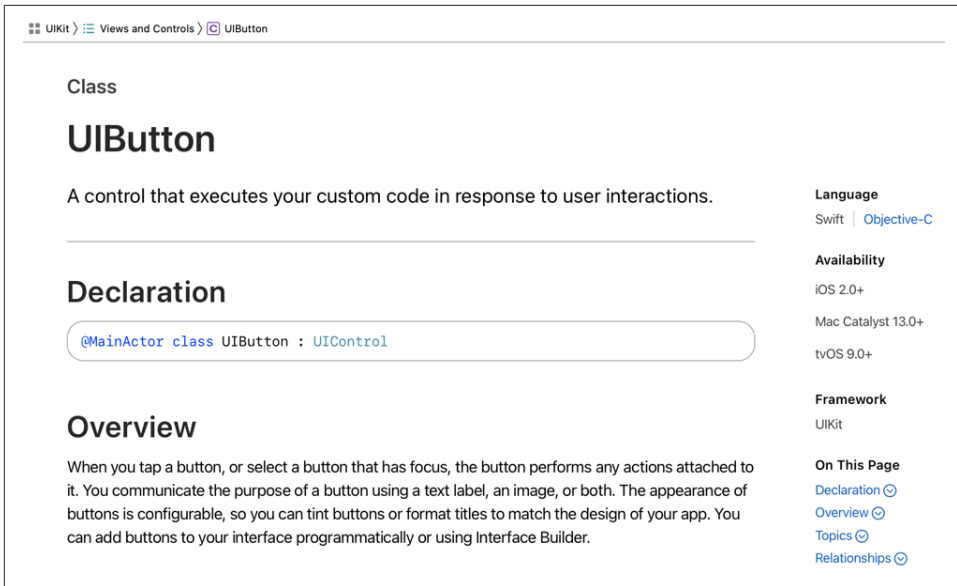 UIKit 〉 Views and Controls 〉 C UIButton
Class
UIButton
A control that executes your custom code in response to user interactions.
Declaration
@MainActor class UIButton : UIControl
Overview
When you tap a button, or select a button that has focus, the button performs any actions attached to
it. You communicate the purpose of a button using a text label, an image, or both. The appearance of
buttons is configurable, so you can tint buttons or format titles to match the design of your app. You
can add buttons to your interface programmatically or using Interface Builder.
Language
Swift | Objective-C
Availability
iOS 2.0+
Mac Catalyst 13.0+
tvOS 9.0+
Framework
UIKit
On This Page
Declaration
Overview
Topics
Relationships